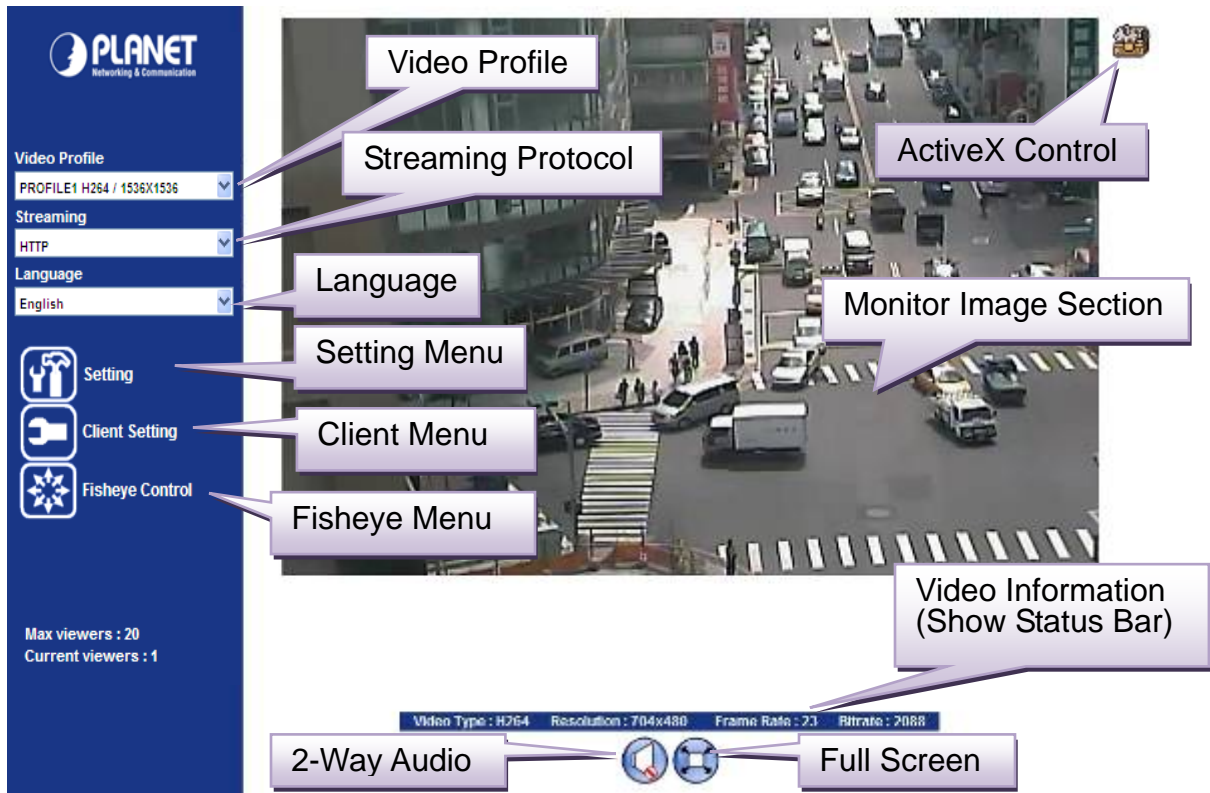 PLANET
Networking & Communication
Video Profile
PROFILE1 H264 / 1536X1536
Streaming
HTTP
Language
English
Setting
Client Setting
Fisheye Control
Max viewers : 20
Current viewers : 1
Video Profile
Streaming Protocol
Language
Setting Menu
Client Menu
Fisheye Menu
ActiveX Control
Monitor Image Section
Video Information
(Show Status Bar)
Video Type : H264 Resolution : 704x480 Frame Rate : 23 Bitrate : 2088
2-Way Audio
Full Screen